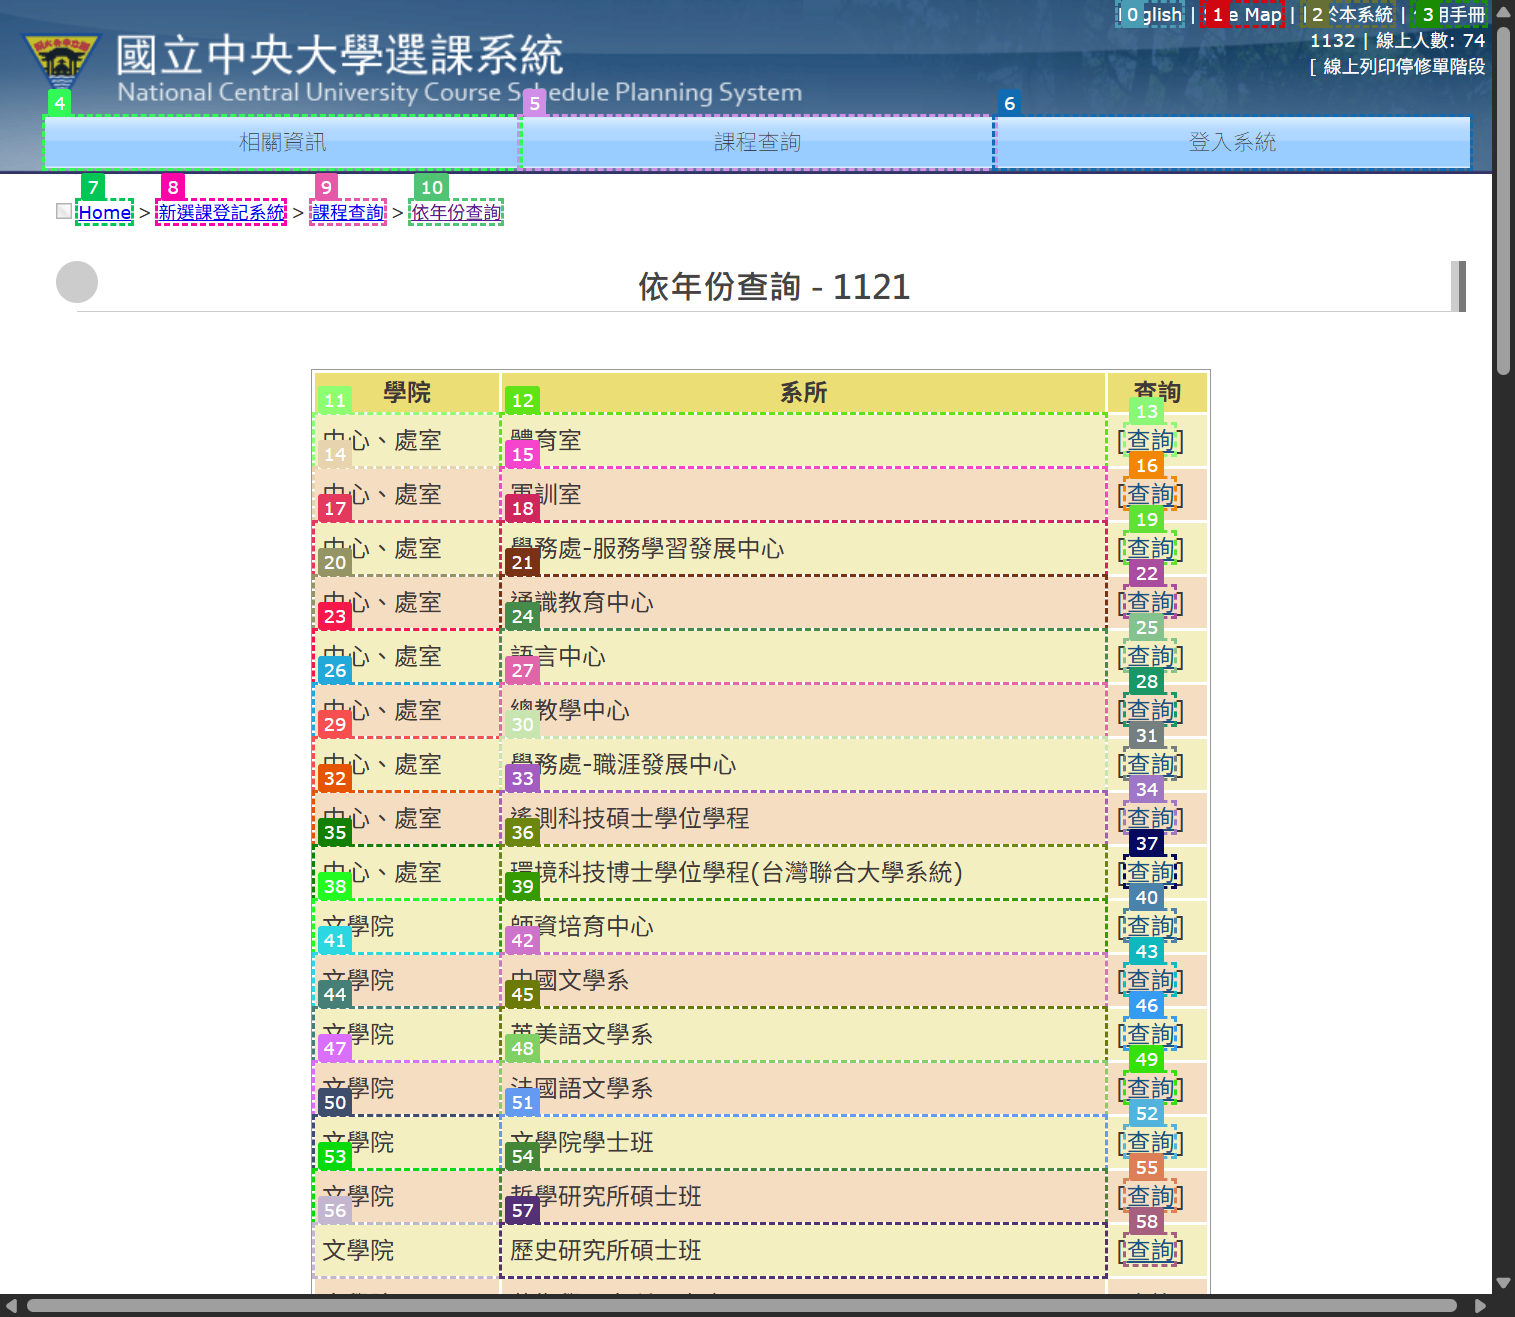 Site Map
1132 | 線上人數: 74
[ 線上列印停修單階段
國立中央大學選課系統
National Central University Course Schedule Planning System
相關資訊 課程查詢 登入系統
Home > 新選課登記系統 > 課程查詢 > 依年份查詢
依年份查詢 - 1121
學院 系所 查詢
中心、處室 體育室 [查詢]
中心、處室 軍訓室 [查詢]
中心、處室 學務處-服務學習發展中心 [查詢]
中心、處室 通識教育中心 [查詢]
中心、處室 語言中心 [查詢]
中心、處室 總教學中心 [查詢]
中心、處室 學務處-職涯發展中心 [查詢]
中心、處室 遙測科技碩士學位學程 [查詢]
中心、處室 環境科技博士學位學程(台灣聯合大學系統) [查詢]
文學院 師資培育中心 [查詢]
文學院 中國文學系 [查詢]
文學院 英美語文學系 [查詢]
文學院 法國語文學系 [查詢]
文學院 文學院學士班 [查詢]
文學院 哲學研究所碩士班 [查詢]
文學院 歷史研究所碩士班 [查詢]